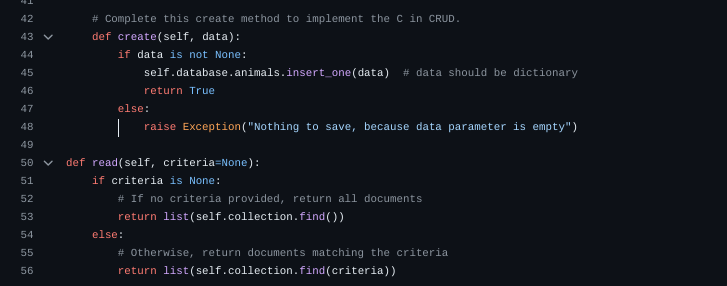 41
42 # Complete this create method to implement the C in CRUD.
43 def create(self, data):
44 if data is not None:
45 self.database.animals.insert_one(data)  # data should be dictionary
46 return True
47 else:
48 raise Exception("Nothing to save, because data parameter is empty")
49
50 def read(self, criteria=None):
51 if criteria is None:
52 # If no criteria provided, return all documents
53 return list(self.collection.find())
54 else:
55 # Otherwise, return documents matching the criteria
56 return list(self.collection.find(criteria))